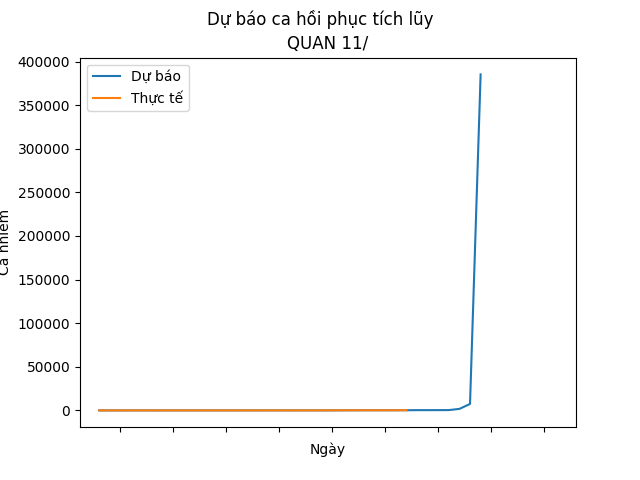 Dự báo ca hồi phục tích lũy
QUAN 11/
Dự báo
Thực tế
400000
350000
300000
250000
200000
150000
100000
50000
0
Ca nhiễm
Ngày